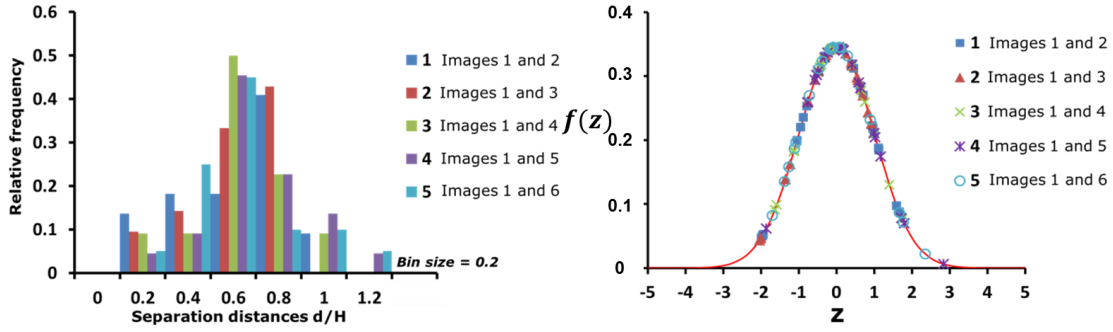 0.6
0.5
0.4
0.3
0.2
0.1
0
Relative frequency
1 Images 1 and 2
2 Images 1 and 3
3 Images 1 and 4
4 Images 1 and 5
5 Images 1 and 6
Bin size = 0.2
0 0.2 0.4 0.6 0.8 1 1.2
Separation distances d/H
0.4
0.3
0.2
0.1
0
f(z)
1 Images 1 and 2
2 Images 1 and 3
3 Images 1 and 4
4 Images 1 and 5
5 Images 1 and 6
-5 -4 -3 -2 -1 0 1 2 3 4 5
z